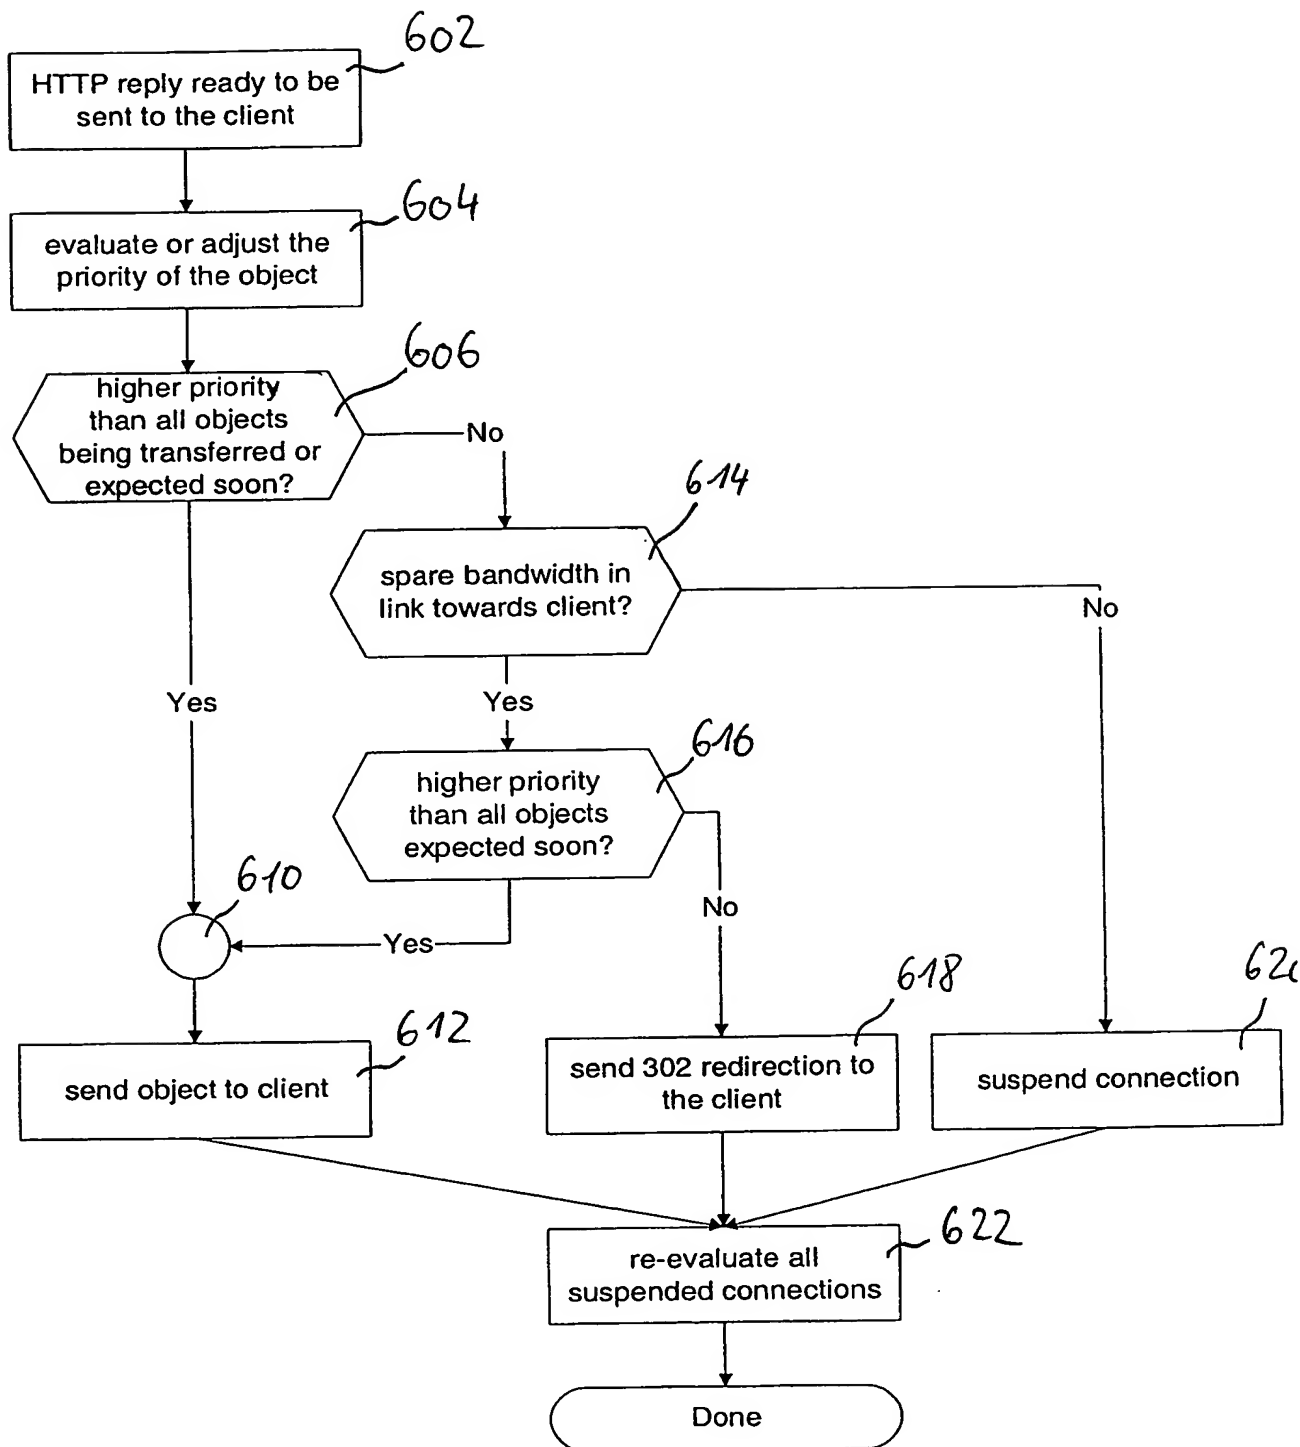 602
HTTP reply ready to be
sent to the client
604
evaluate or adjust the
priority of the object
606
higher priority
than all objects
being transferred or
expected soon?
No
614
spare bandwidth in
link towards client?
No
Yes
Yes
616
higher priority
than all objects
expected soon?
610
No
Yes
618
612
send object to client
send 302 redirection to
the client
suspend connection
622
re-evaluate all
suspended connections
Done